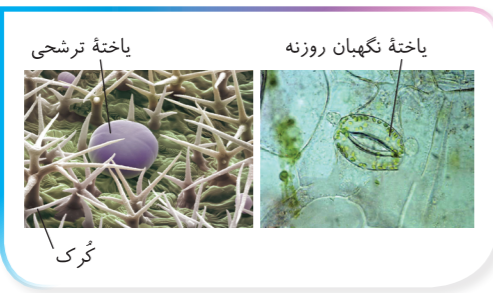 یاختهٔ نگهبان روزنه
یاختهٔ ترشحی
کُرک